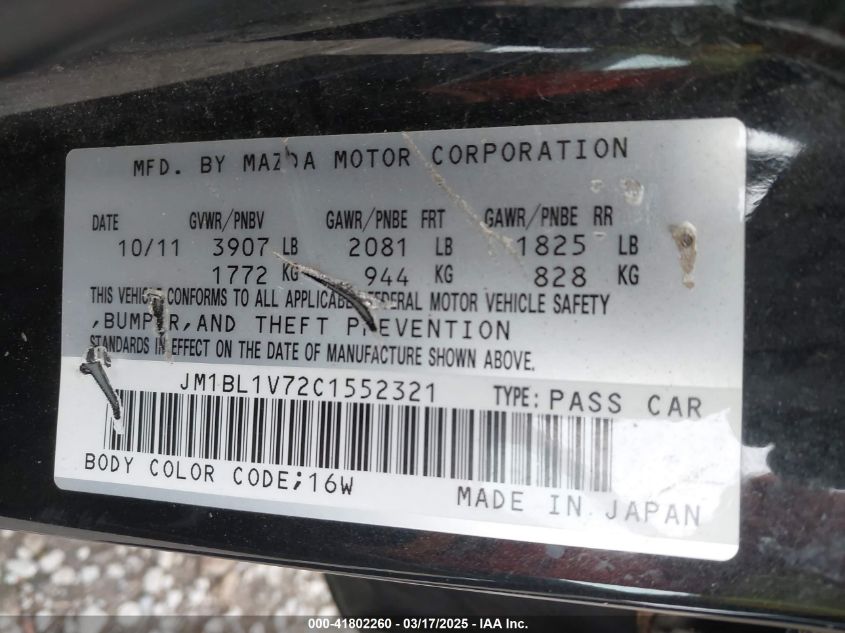 MFD. BY MAZDA MOTOR CORPORATION
DATE GVWR/PNBV GAWR/PNBE FRT GAWR/PNBE RR
10/11 3907 LB 2081 LB 1825 LB
1772 KG 944 KG 828 KG
THIS VEHICLE CONFORMS TO ALL APPLICABLE FEDERAL MOTOR VEHICLE SAFETY
,BUMPER,AND THEFT PREVENTION
STANDARDS IN EFFECT ON THE DATE OF MANUFACTURE SHOWN ABOVE.
JM1BL1V72C1552321 TYPE: PASS CAR
BODY COLOR CODE;16W
MADE IN JAPAN
000-41802260 - 03/17/2025 - IAA Inc.